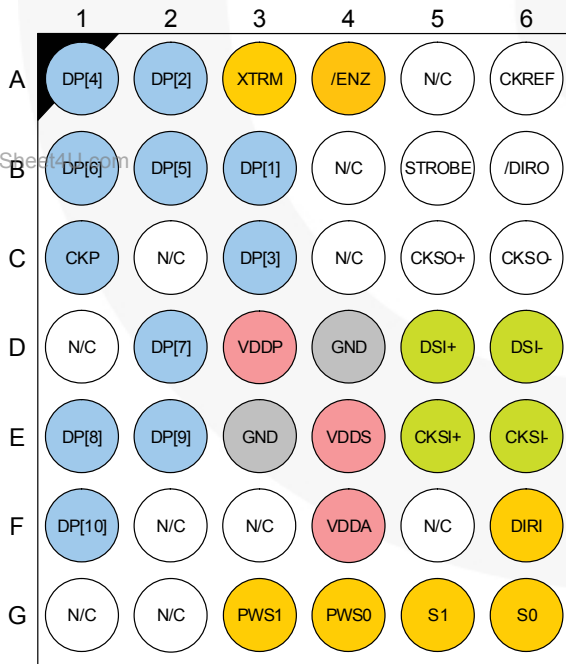 1 2 3 4 5 6
A DP[4] DP[2] XTRM /ENZ N/C CKREF
Sheet4U.com
B DP[6] DP[5] DP[1] N/C STROBE /DIRO
C CKP N/C DP[3] N/C CKSO+ CKSO-
D N/C DP[7] VDDP GND DSI+ DSI-
E DP[8] DP[9] GND VDDS CKSI+ CKSI-
F DP[10] N/C N/C VDDA N/C DIRI
G N/C N/C PWS1 PWS0 S1 S0